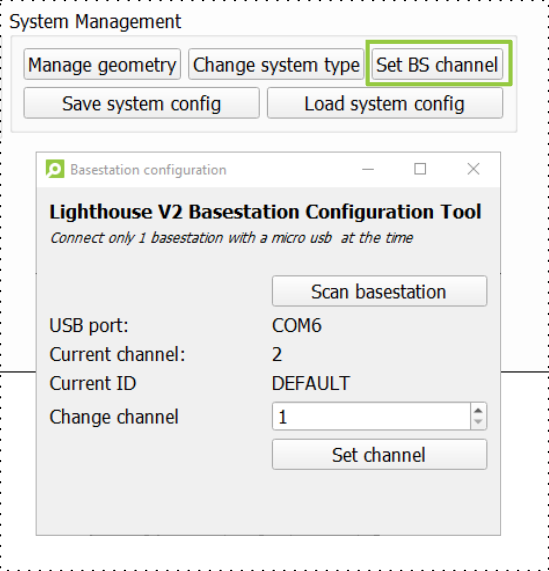 System Management
Manage geometry Change system type Set BS channel
Save system config Load system config
Basestation configuration
Lighthouse V2 Basestation Configuration Tool
Connect only 1 basestation with a micro usb at the time
Scan basestation
USB port: COM6
Current channel: 2
Current ID DEFAULT
Change channel 1
Set channel